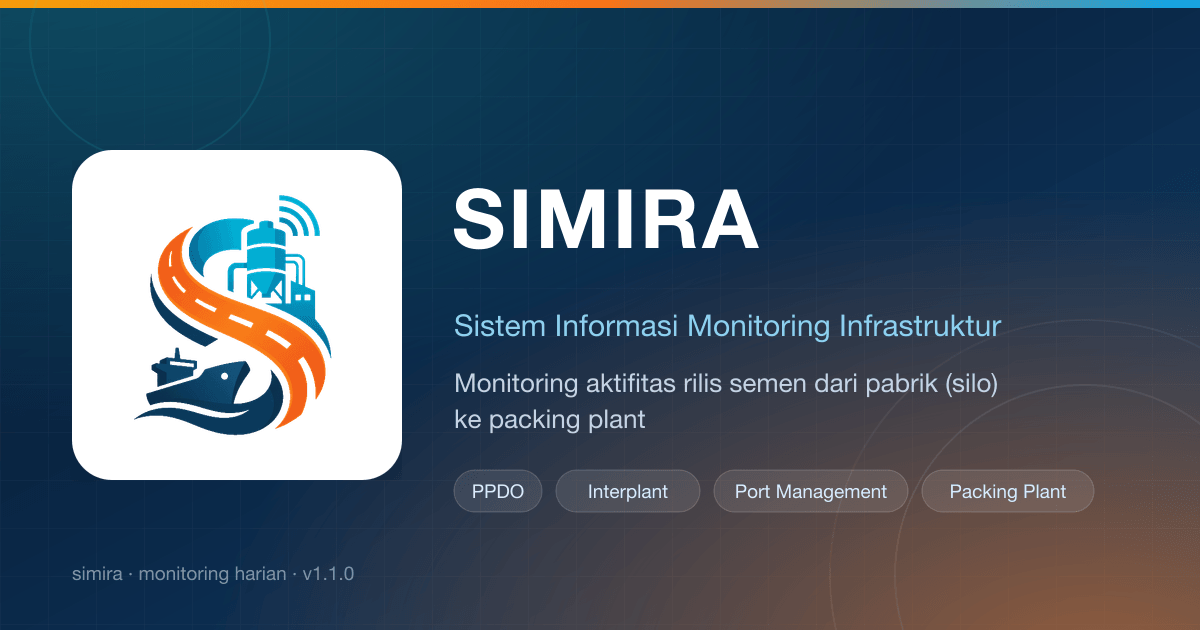 SIMIRA
Sistem Informasi Monitoring Infrastruktur
Monitoring aktifitas rilis semen dari pabrik (silo)
ke packing plant
PPDO
Interplant
Port Management
Packing Plant
simira · monitoring harian · v1.1.0